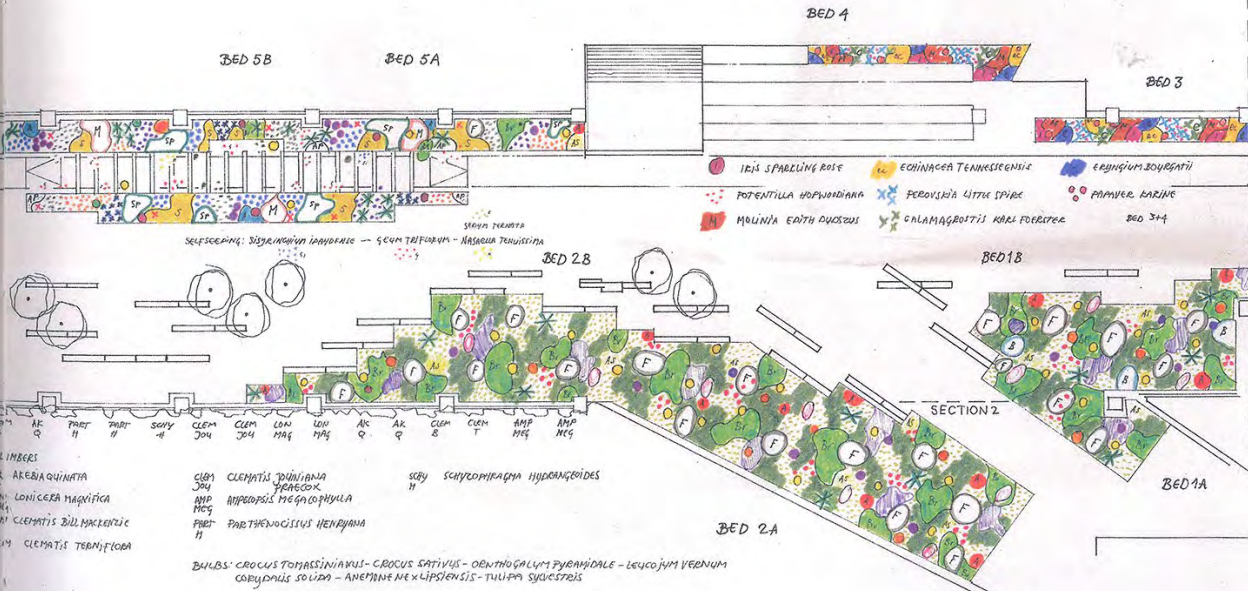 BED 4
BED 5B
BED 5A
BED 3
IRIS SPARKLING ROSE
ec ECHINACEA TENNESSEENSIS
ERYNGIUM BOURGATII
POTENTILLA HOPWOODIANA
PEROVSKIA LITTLE SPIRE
PAPAVER KARINE
M MOLINIA EDITH DUDSZUS
CALAMAGROSTIS KARL FOERSTER
BED 3+4
SEDUM TERNATA
SELFSEEDING: SISYRINCHIUM IDAHOENSE — GEUM TRIFLORUM - NASSELLA TENUISSIMA
BED 2B
BED 1B
SECTION 2
AK Q
PART H
PART H
SCHY H
CLEM JOU
CLEM JOU
LON MAG
LON MAG
AK Q
AK Q
CLEM B
CLEM T
AMP MEG
AMP MEG
LIMBERS
AKEBIA QUINATA
LONICERA MAGNIFICA
CLEMATIS BILL MACKENZIE
CLEMATIS TERNIFLORA
CLEM JOU CLEMATIS JOUINIANA PRAECOX
AMP MEG AMPELOPSIS MEGALOPHYLLA
PART H PARTHENOCISSUS HENRYANA
SCHY H SCHYZOPHRAGMA HYDRANGEOIDES
BED 2A
BED 1A
BULBS: CROCUS TOMASSINIANUS - CROCUS SATIVUS - ORNTHOGALUM PYRAMIDALE - LEUCOJUM VERNUM
CORYDALIS SOLIDA - ANEMONE NE x LIPSIENSIS - TULIPA SYLVESTRIS